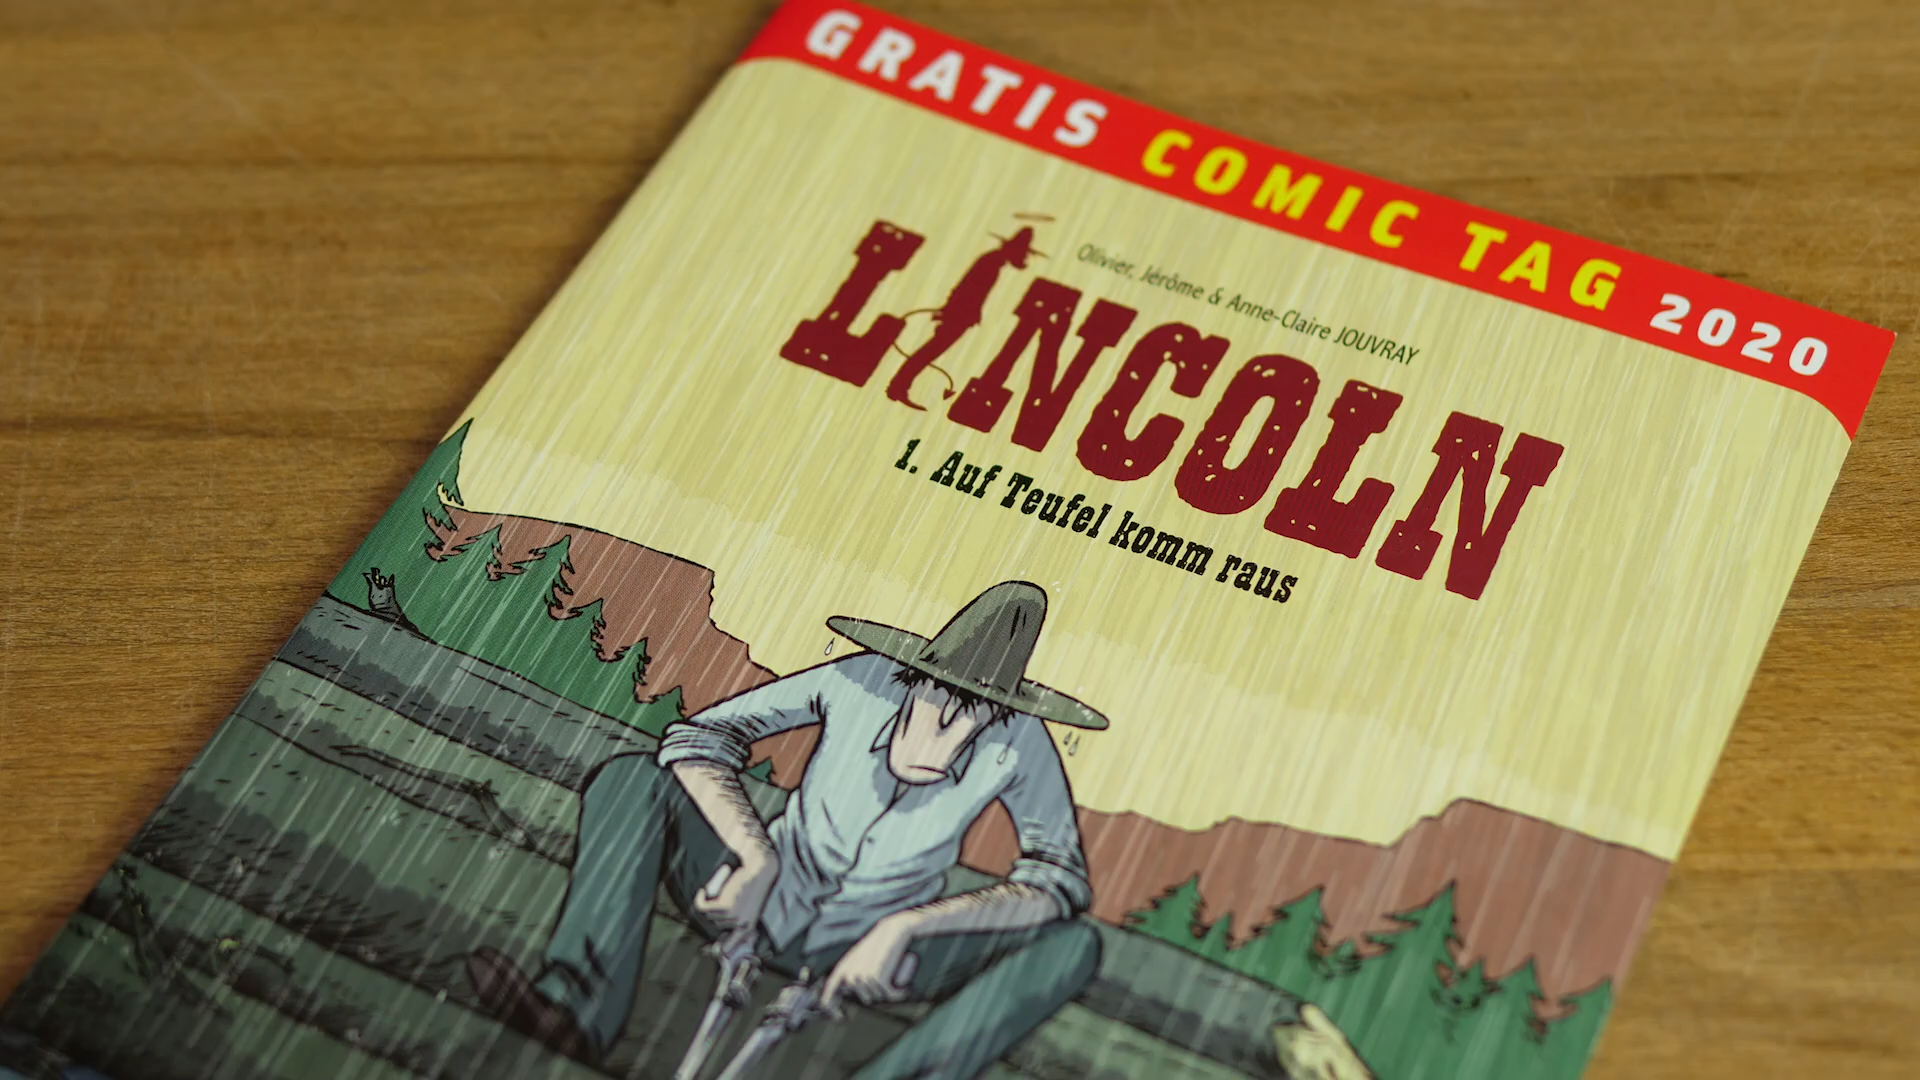 GRATIS COMIC TAG 2020
Olivier, Jérôme & Anne-Claire JOUVRAY
LINCOLN
1. Auf Teufel komm raus